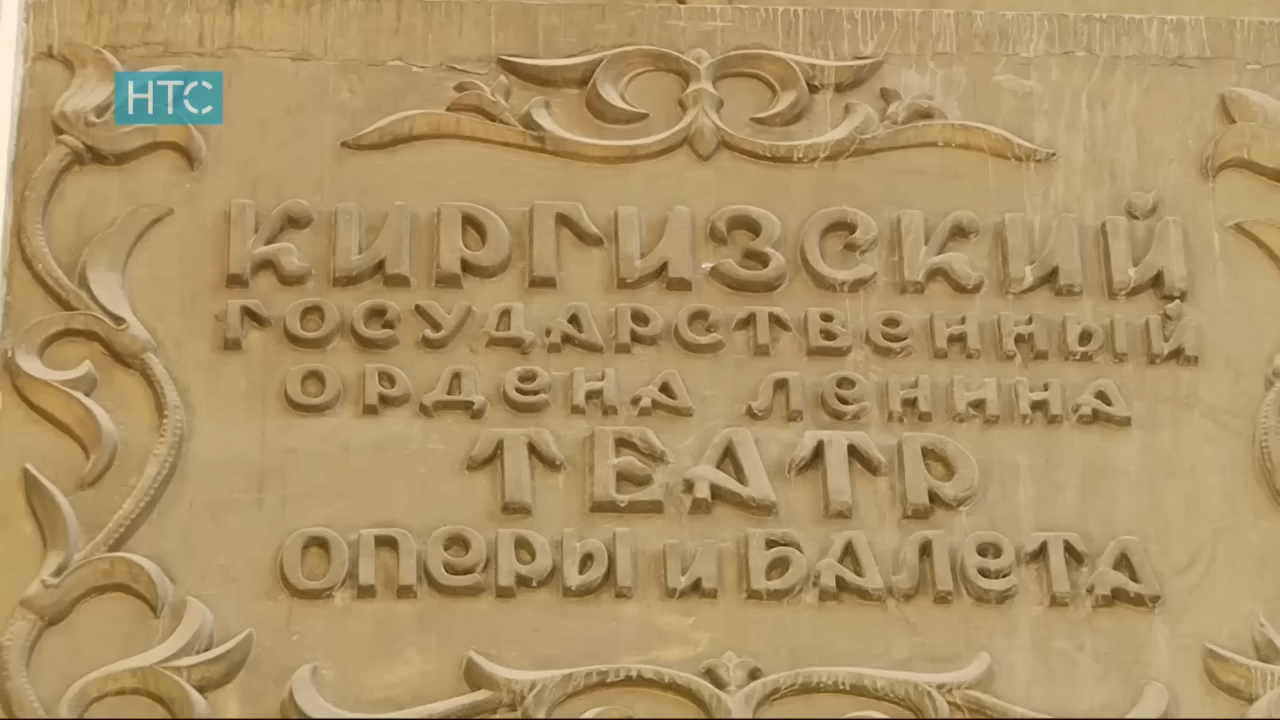 НТС
КИРГИЗСКИЙ
ГОСУДАРСТВЕННЫЙ
ОРДЕНА ЛЕНИНА
ТЕАТР
ОПЕРЫ И БАЛЕТА